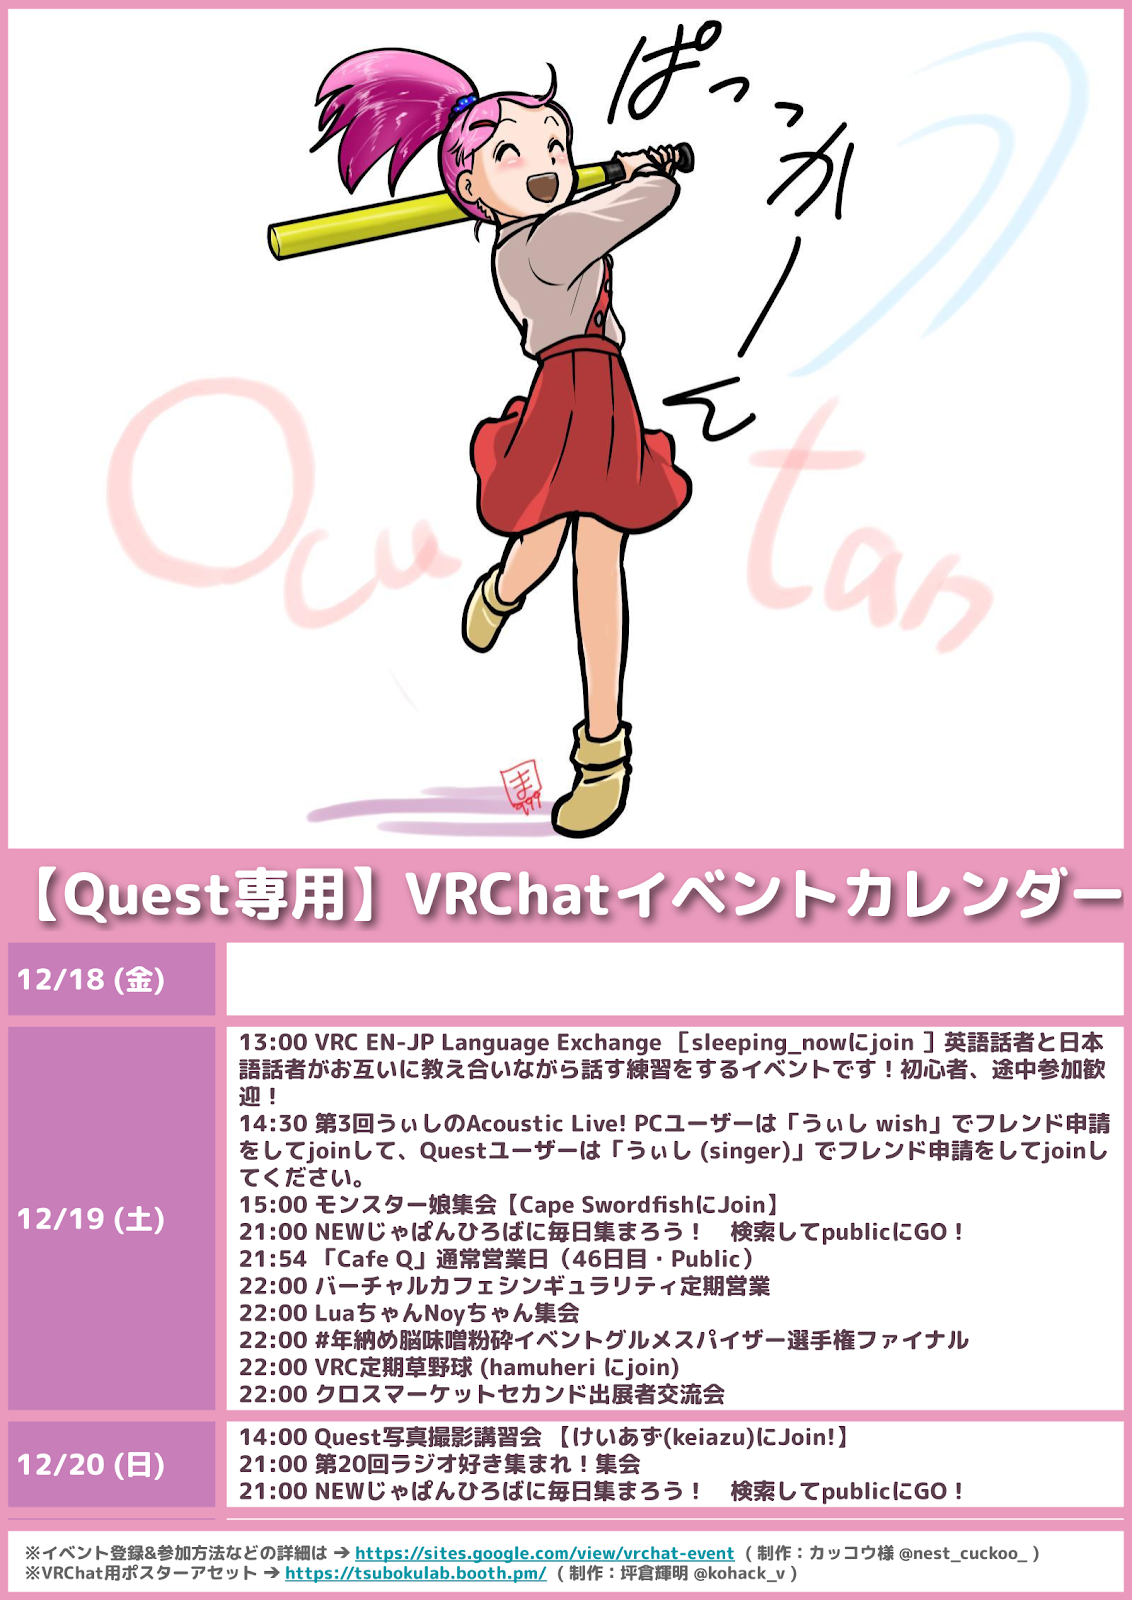 ぱっっかーん
Ocu tan
ま
999
【Quest専用】VRChatイベントカレンダー
12/18 (金)
12/19 (土)
13:00 VRC EN-JP Language Exchange ［sleeping_nowにjoin ］英語話者と日本
語話者がお互いに教え合いながら話す練習をするイベントです！初心者、途中参加歓
迎！
14:30 第3回うぃしのAcoustic Live! PCユーザーは「うぃし wish」でフレンド申請
をしてjoinして、Questユーザーは「うぃし (singer)」でフレンド申請をしてjoinし
てください。
15:00 モンスター娘集会【Cape SwordfishにJoin】
21:00 NEWじゃぱんひろばに毎日集まろう！　検索してpublicにGO！
21:54 「Cafe Q」通常営業日（46日目・Public）
22:00 バーチャルカフェシンギュラリティ定期営業
22:00 LuaちゃんNoyちゃん集会
22:00 #年納め脳味噌粉砕イベントグルメスパイザー選手権ファイナル
22:00 VRC定期草野球 (hamuheri にjoin)
22:00 クロスマーケットセカンド出展者交流会
12/20 (日)
14:00 Quest写真撮影講習会 【けいあず(keiazu)にJoin!】
21:00 第20回ラジオ好き集まれ！集会
21:00 NEWじゃぱんひろばに毎日集まろう！　検索してpublicにGO！
※イベント登録&参加方法などの詳細は ➔ https://sites.google.com/view/vrchat-event （ 制作：カッコウ様 @nest_cuckoo_ ）
※VRChat用ポスターアセット ➔ https://tsubokulab.booth.pm/ （ 制作：坪倉輝明 @kohack_v ）